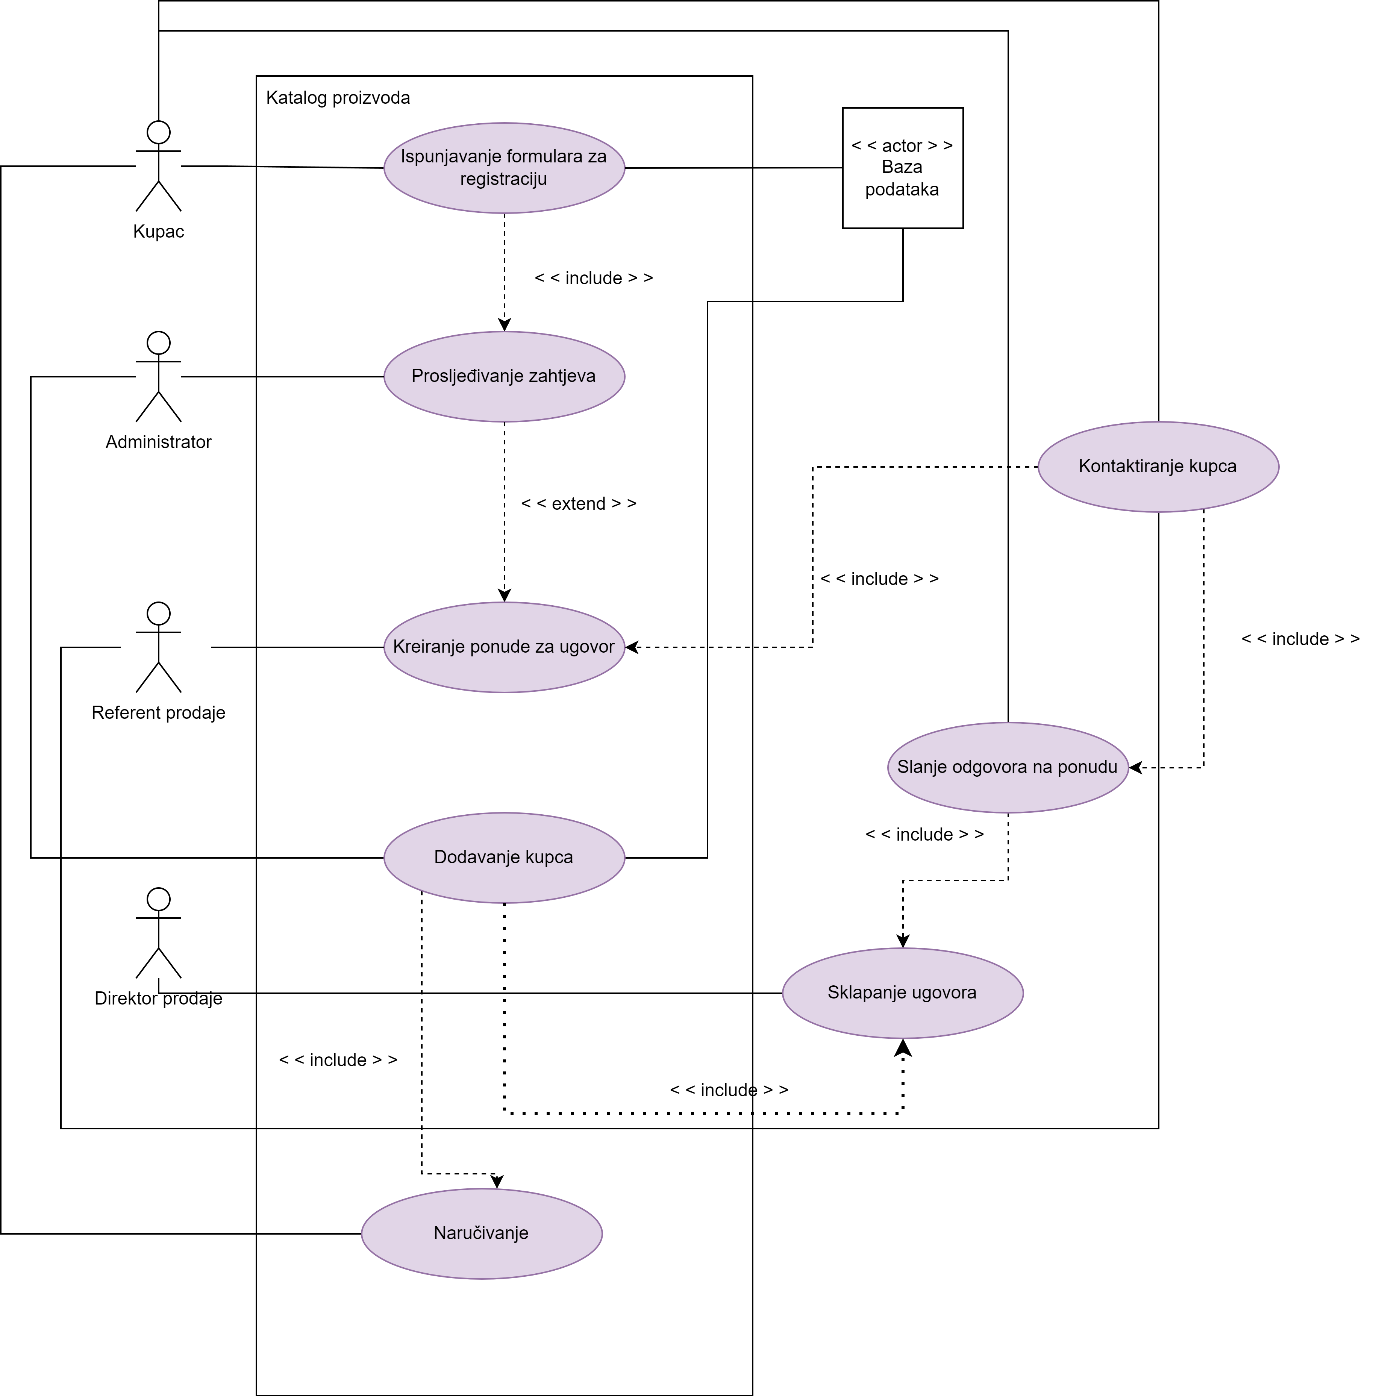 Katalog proizvoda
Ispunjavanje formulara za
registraciju
< < actor > >
Baza
podataka
Kupac
< < include > >
Prosljeđivanje zahtjeva
Administrator
Kontaktiranje kupca
< < extend > >
< < include > >
< < include > >
Kreiranje ponude za ugovor
Referent prodaje
Slanje odgovora na ponudu
< < include > >
Dodavanje kupca
Sklapanje ugovora
Direktor prodaje
< < include > >
< < include > >
Naručivanje